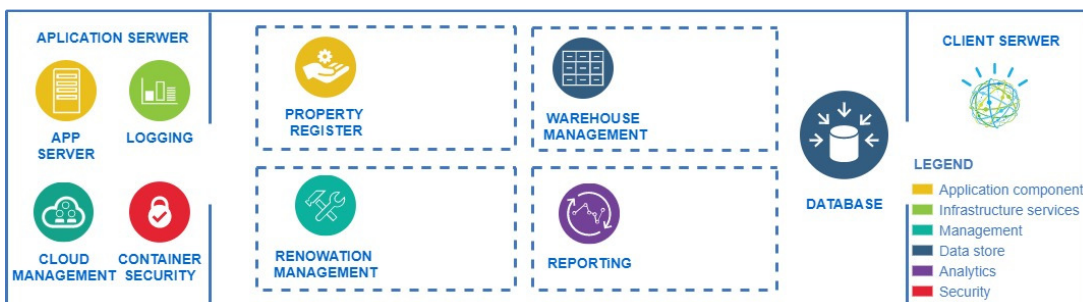 APLICATION SERWER
APP
SERVER
LOGGING
CLOUD
MANAGEMENT
CONTAINER
SECURITY
PROPERTY
REGISTER
WAREHOUSE
MANAGEMENT
RENOWATION
MANAGEMENT
REPORTiNG
DATABASE
CLIENT SERWER
LEGEND
Application component
Infrastructure services
Management
Data store
Analytics
Security